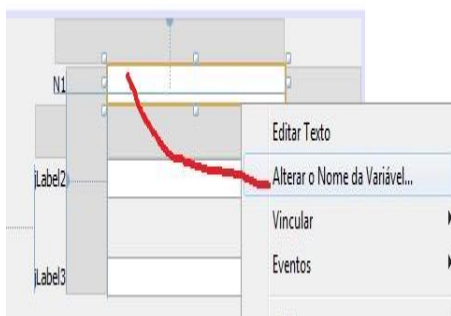 N1
Editar Texto
jLabel2
Alterar o Nome da Variável...
Vincular
Eventos
jLabel3